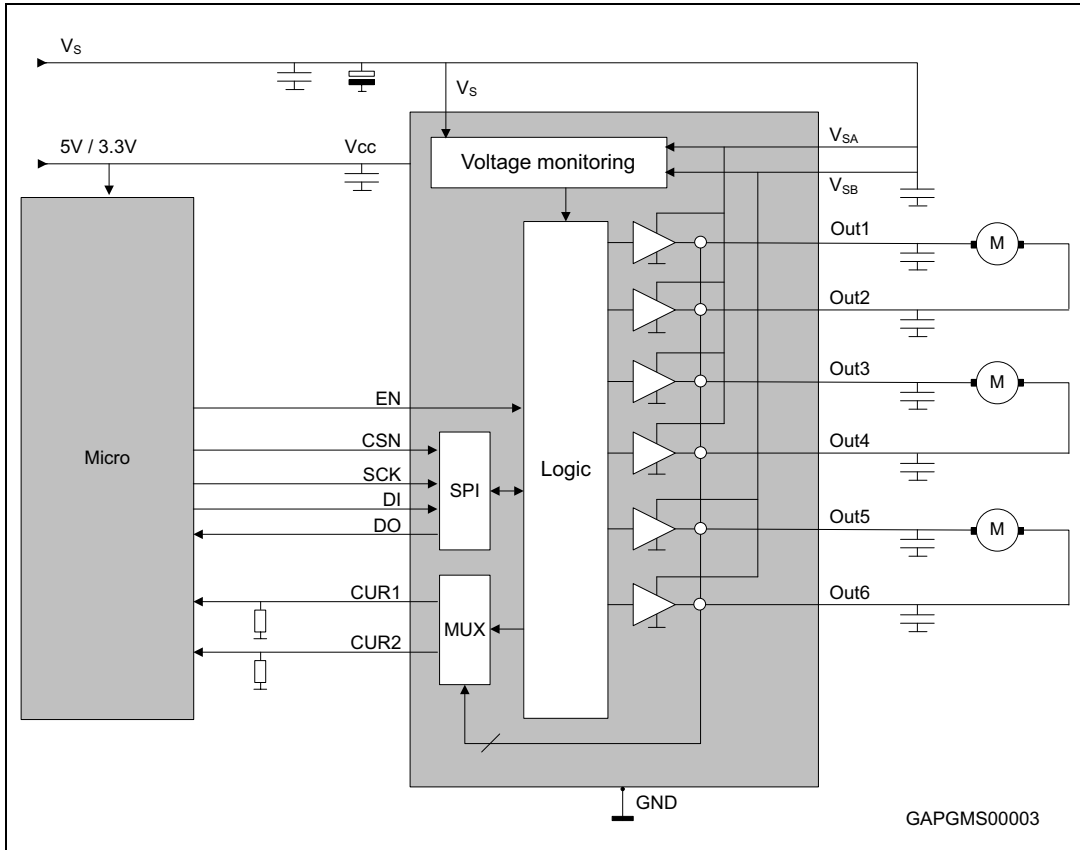 VS
VS
VSA
5V / 3.3V
Vcc
Voltage monitoring
VSB
Out1
M
Out2
Out3
M
EN
Out4
CSN
Micro
Logic
SCK
SPI
DI
Out5
M
DO
CUR1
Out6
MUX
CUR2
GND
GAPGMS00003